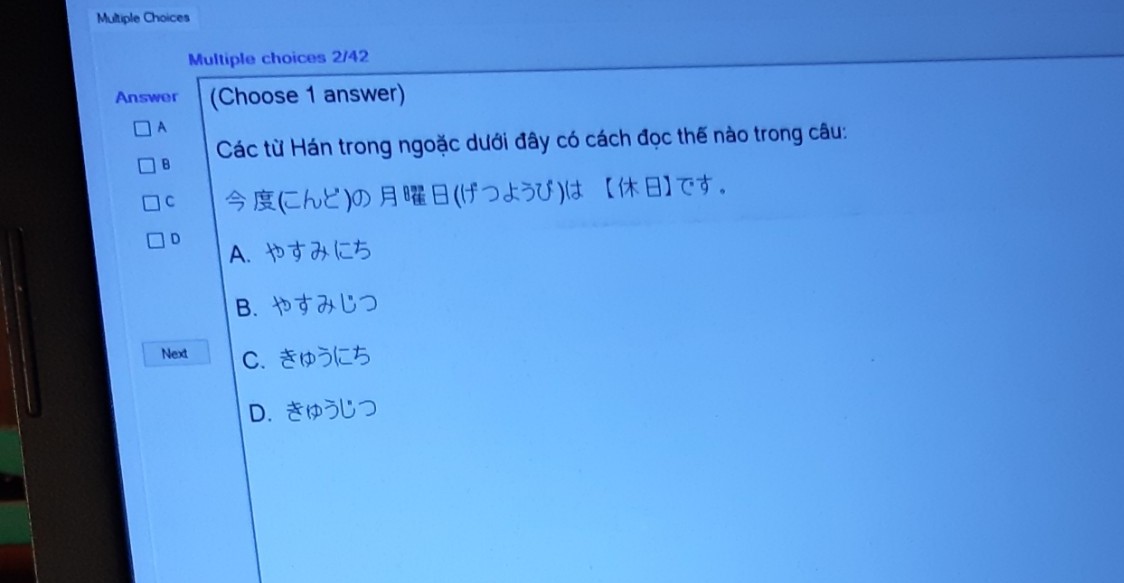 Multiple Choices
Multiple choices 2/42
Answer
A
B
C
D
Next
(Choose 1 answer)
Các từ Hán trong ngoặc dưới đây có cách đọc thế nào trong câu:
今度(こんど)の月曜日(げつようび)は 【休日】です。
A. やすみにち
B. やすみじつ
C. きゅうにち
D. きゅうじつ